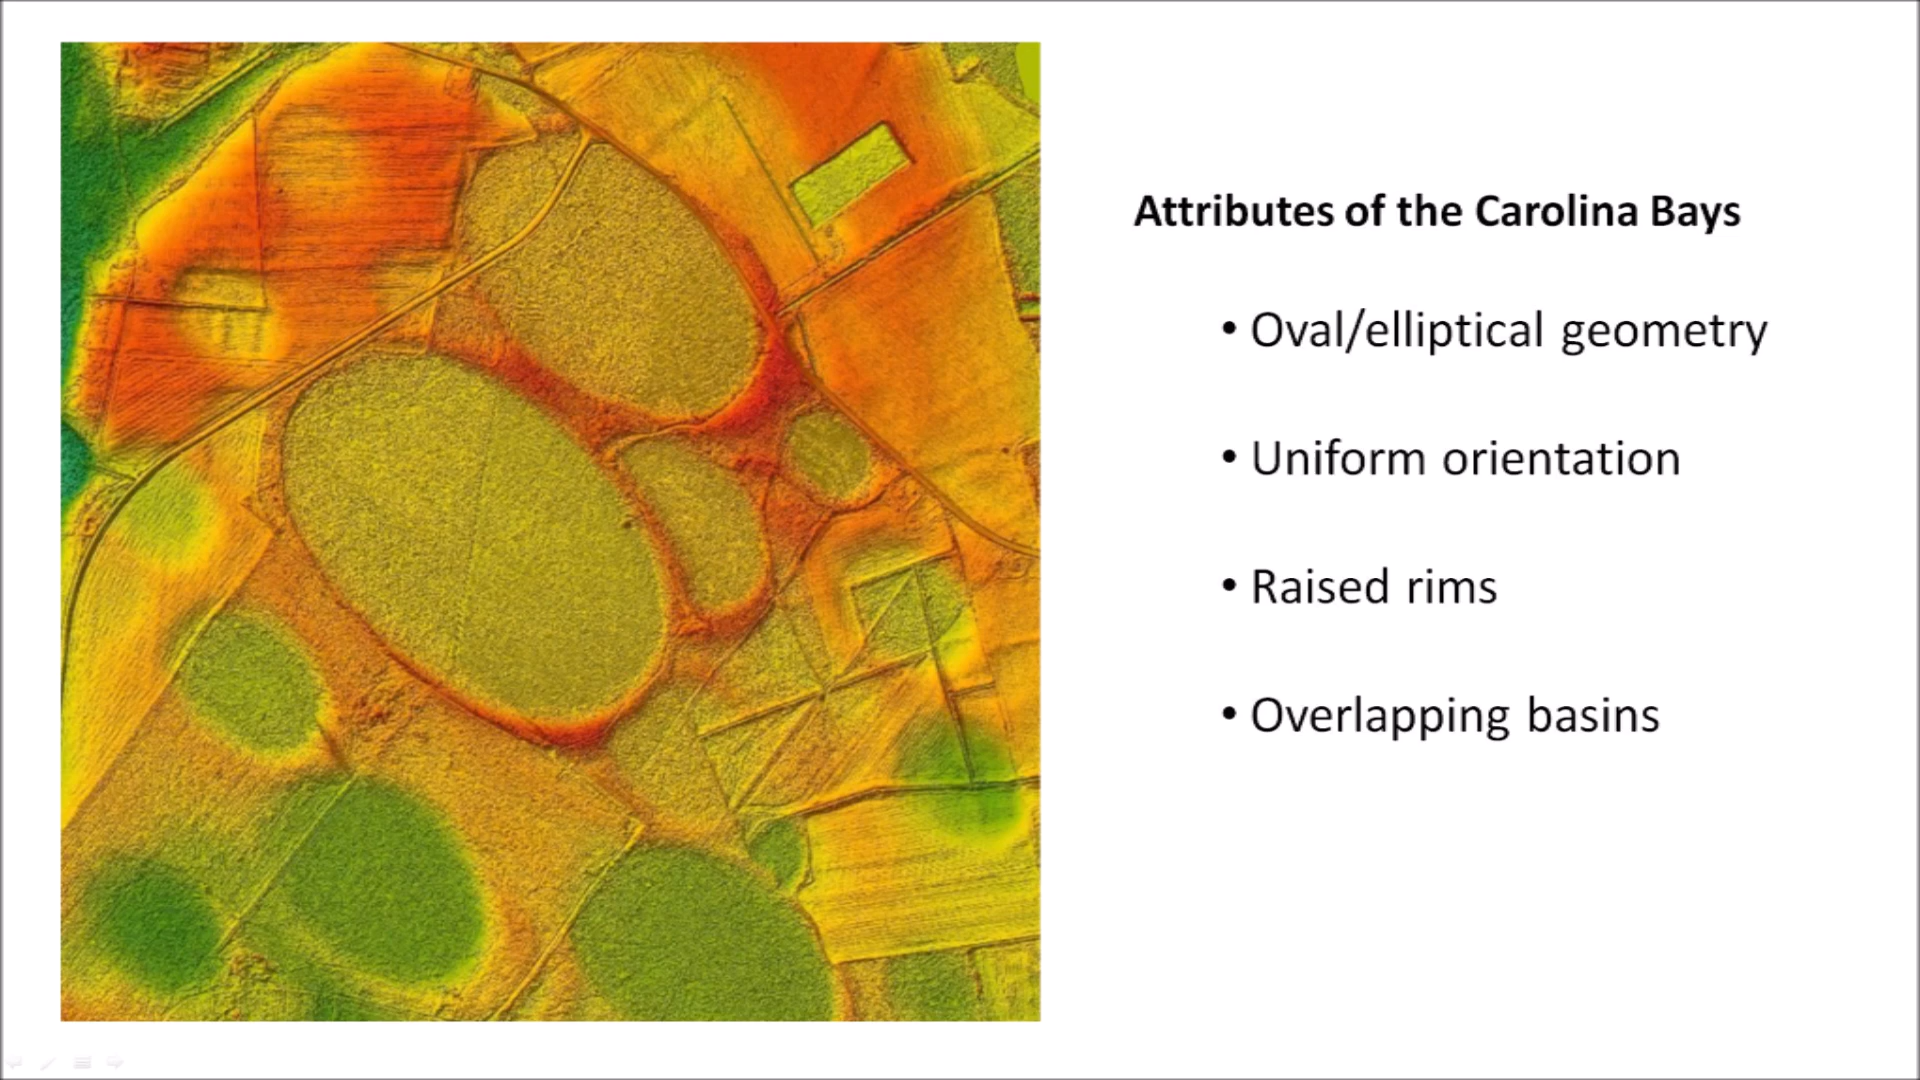 Attributes of the Carolina Bays
• Oval/elliptical geometry
• Uniform orientation
• Raised rims
• Overlapping basins